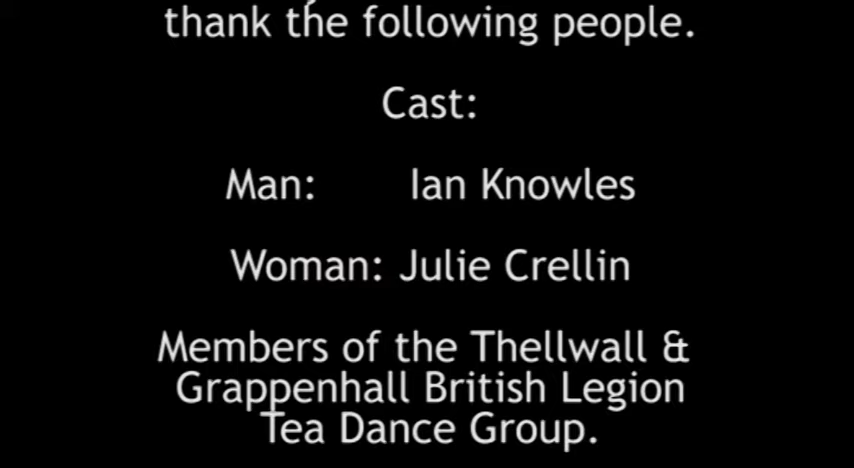 thank the following people.
Cast:
Man: Ian Knowles
Woman: Julie Crellin
Members of the Thellwall &
Grappenhall British Legion
Tea Dance Group.